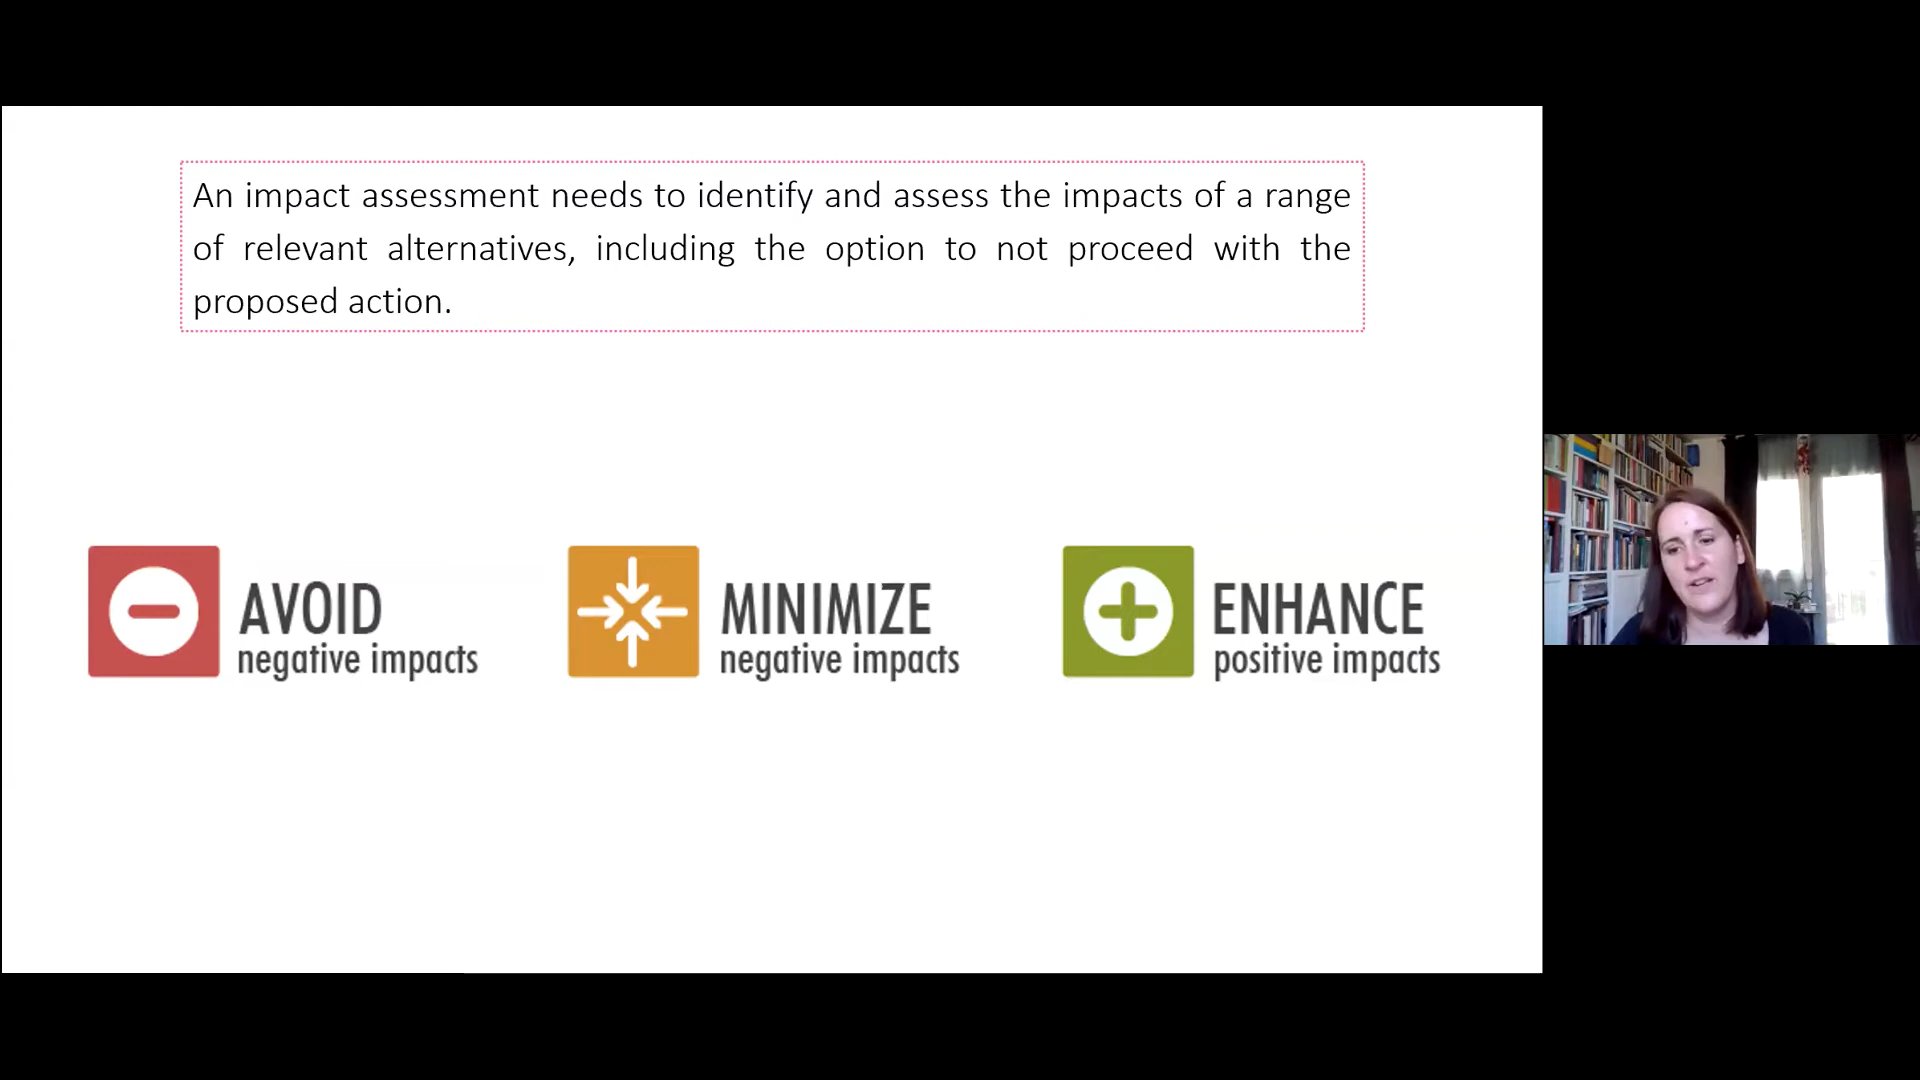 An impact assessment needs to identify and assess the impacts of a range
of relevant alternatives, including the option to not proceed with the
proposed action.
AVOID
negative impacts
MINIMIZE
negative impacts
ENHANCE
positive impacts